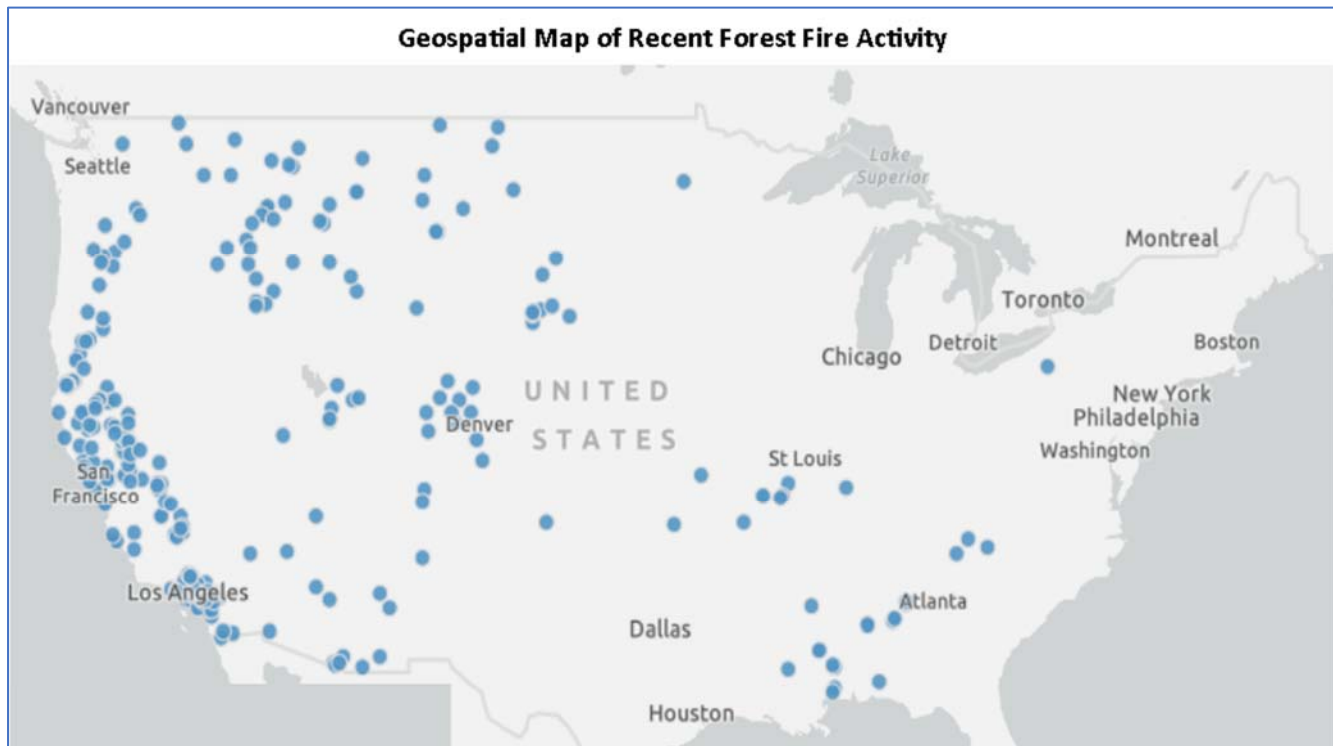 Geospatial Map of Recent Forest Fire Activity
Vancouver
Seattle
Lake
Superior
Montreal
Toronto
Detroit
Boston
Chicago
UNITED
New York
Philadelphia
Denver
STATES
Washington
St Louis
San
Francisco
Los Angeles
Atlanta
Dallas
Houston